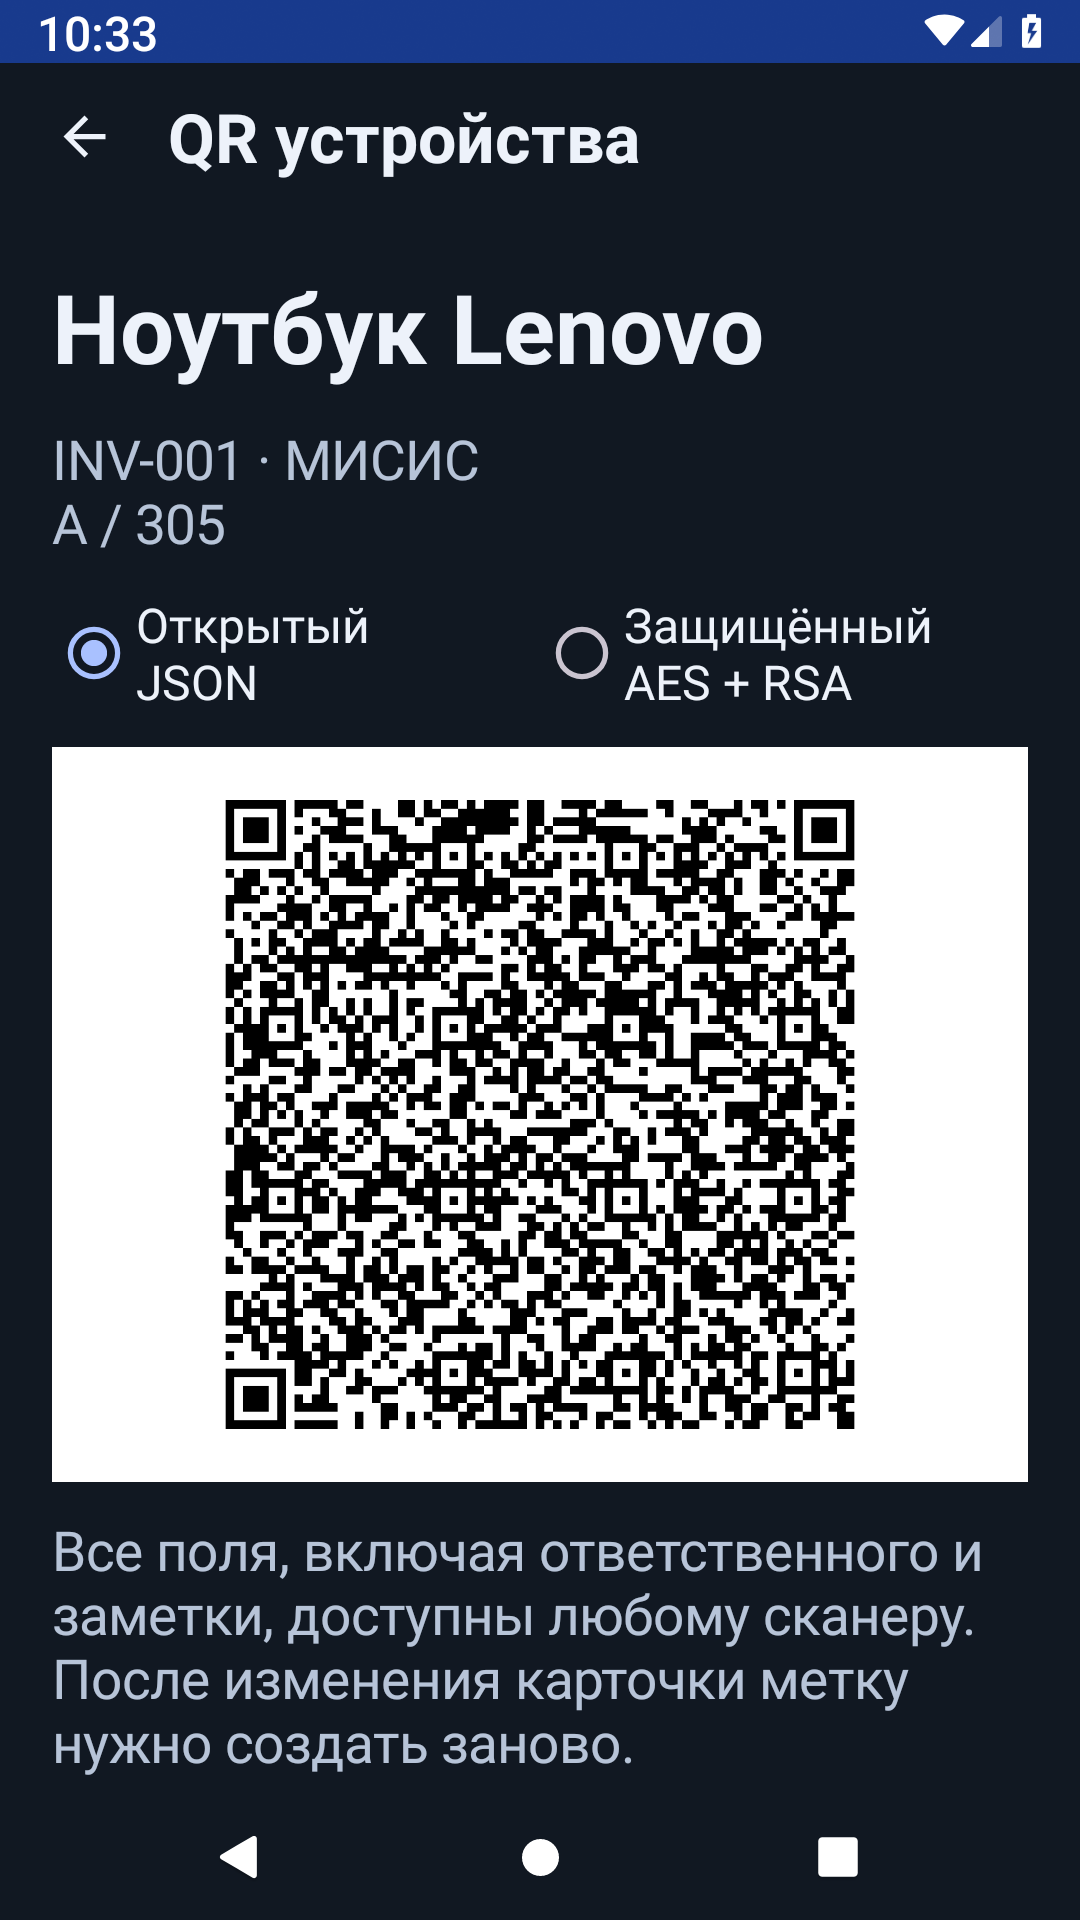 10:33
QR устройства
Ноутбук Lenovo
INV-001 · МИСИС
А / 305
Открытый
JSON
Защищённый
AES + RSA
Все поля, включая ответственного и
заметки, доступны любому сканеру.
После изменения карточки метку
нужно создать заново.